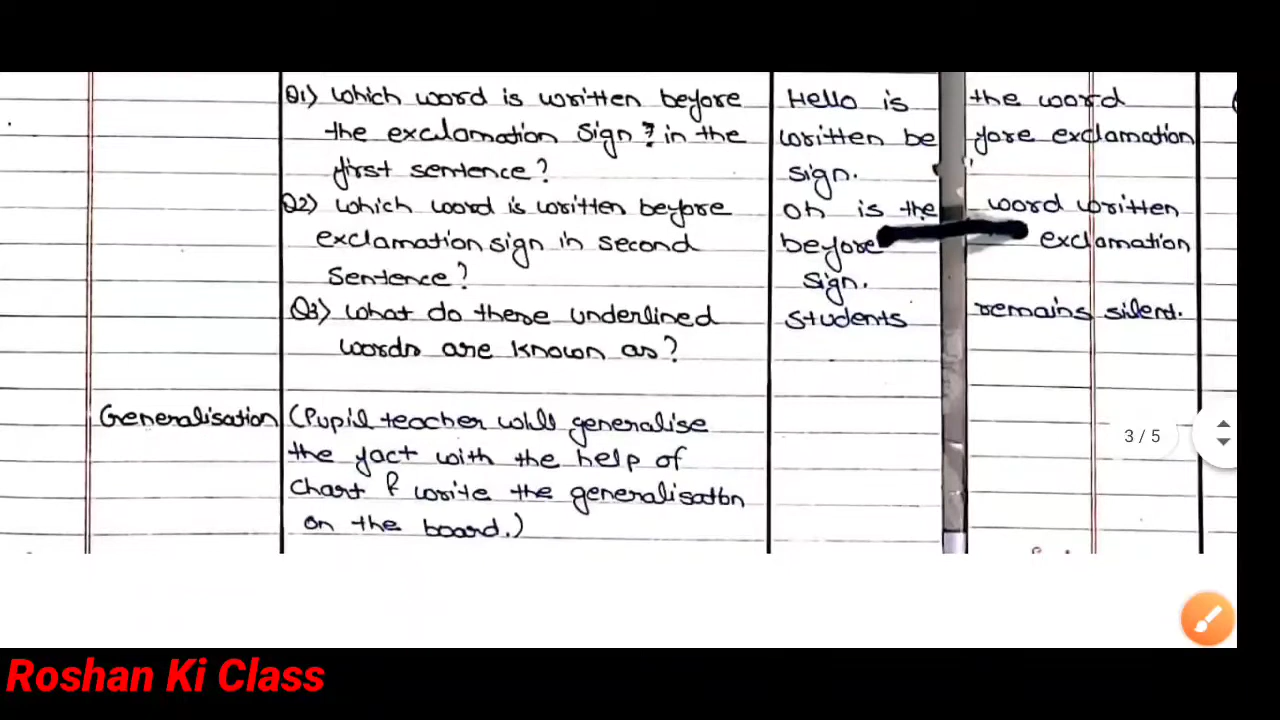 Q1) Which word is written before
the exclamation sign? in the
first sentence?
Hello is the word
written before exclamation
sign.
Q2) Which word is written before
exclamation sign in second
sentence?
Oh is the word written
before exclamation
sign.
Q3) What do these underlined
words are known as?
Students remains silent.
Generalisation
(Pupil teacher will generalise
the fact with the help of
chart & write the generalisation
on the board.)
3 / 5
Roshan Ki Class